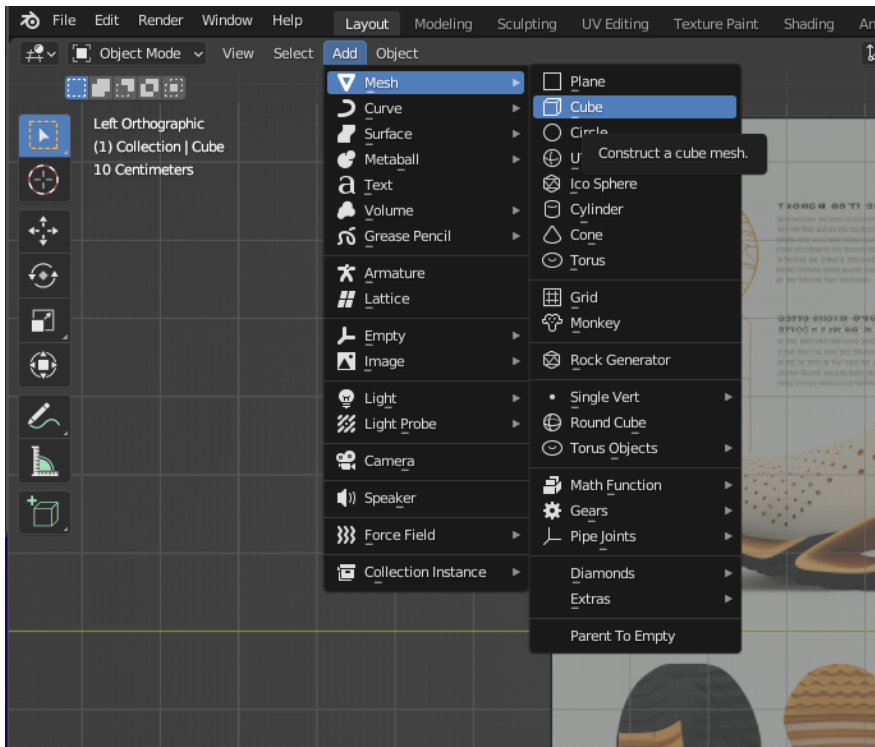 File Edit Render Window Help Layout Modeling Sculpting UV Editing Texture Paint Shading
Object Mode View Select Add Object
Left Orthographic
(1) Collection | Cube
10 Centimeters
Mesh
Curve
Surface
Metaball
Text
Volume
Grease Pencil
Armature
Lattice
Empty
Image
Light
Light Probe
Camera
Speaker
Force Field
Collection Instance
Plane
Cube
Circle
Construct a cube mesh.
Ico Sphere
Cylinder
Cone
Torus
Grid
Monkey
Rock Generator
Single Vert
Round Cube
Torus Objects
Math Function
Gears
Pipe Joints
Diamonds
Extras
Parent To Empty